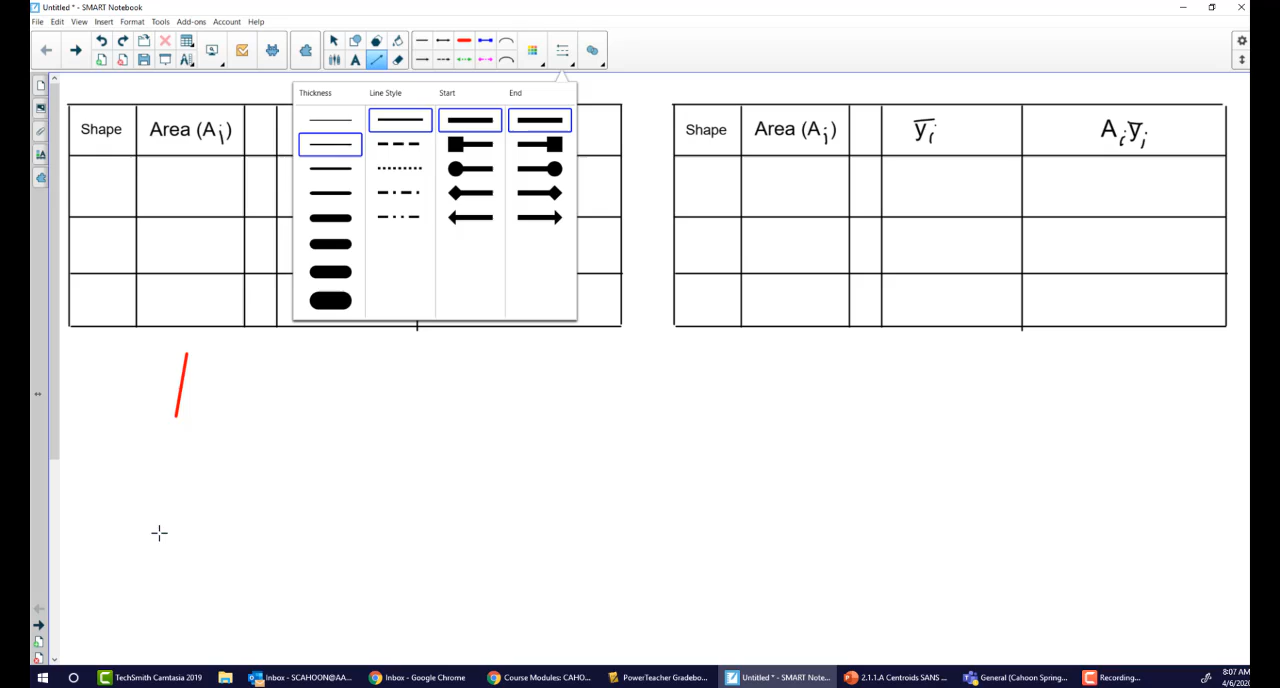 Untitled * - SMART Notebook
File Edit View Insert Format Tools Add-ons Account Help
Thickness Line Style Start End
Shape Area (Aᵢ)
Shape Area (Aᵢ) y̅ᵢ Aᵢy̅ᵢ
TechSmith Camtasia 2019 Inbox - SCAHOON@AA... Inbox - Google Chrome Course Modules: CAHO... PowerTeacher Gradebo... Untitled * - SMART Note... 2.1.1.A Centroids SANS ... General (Cahoon Spring... Recording...
8:07 AM
4/6/2020